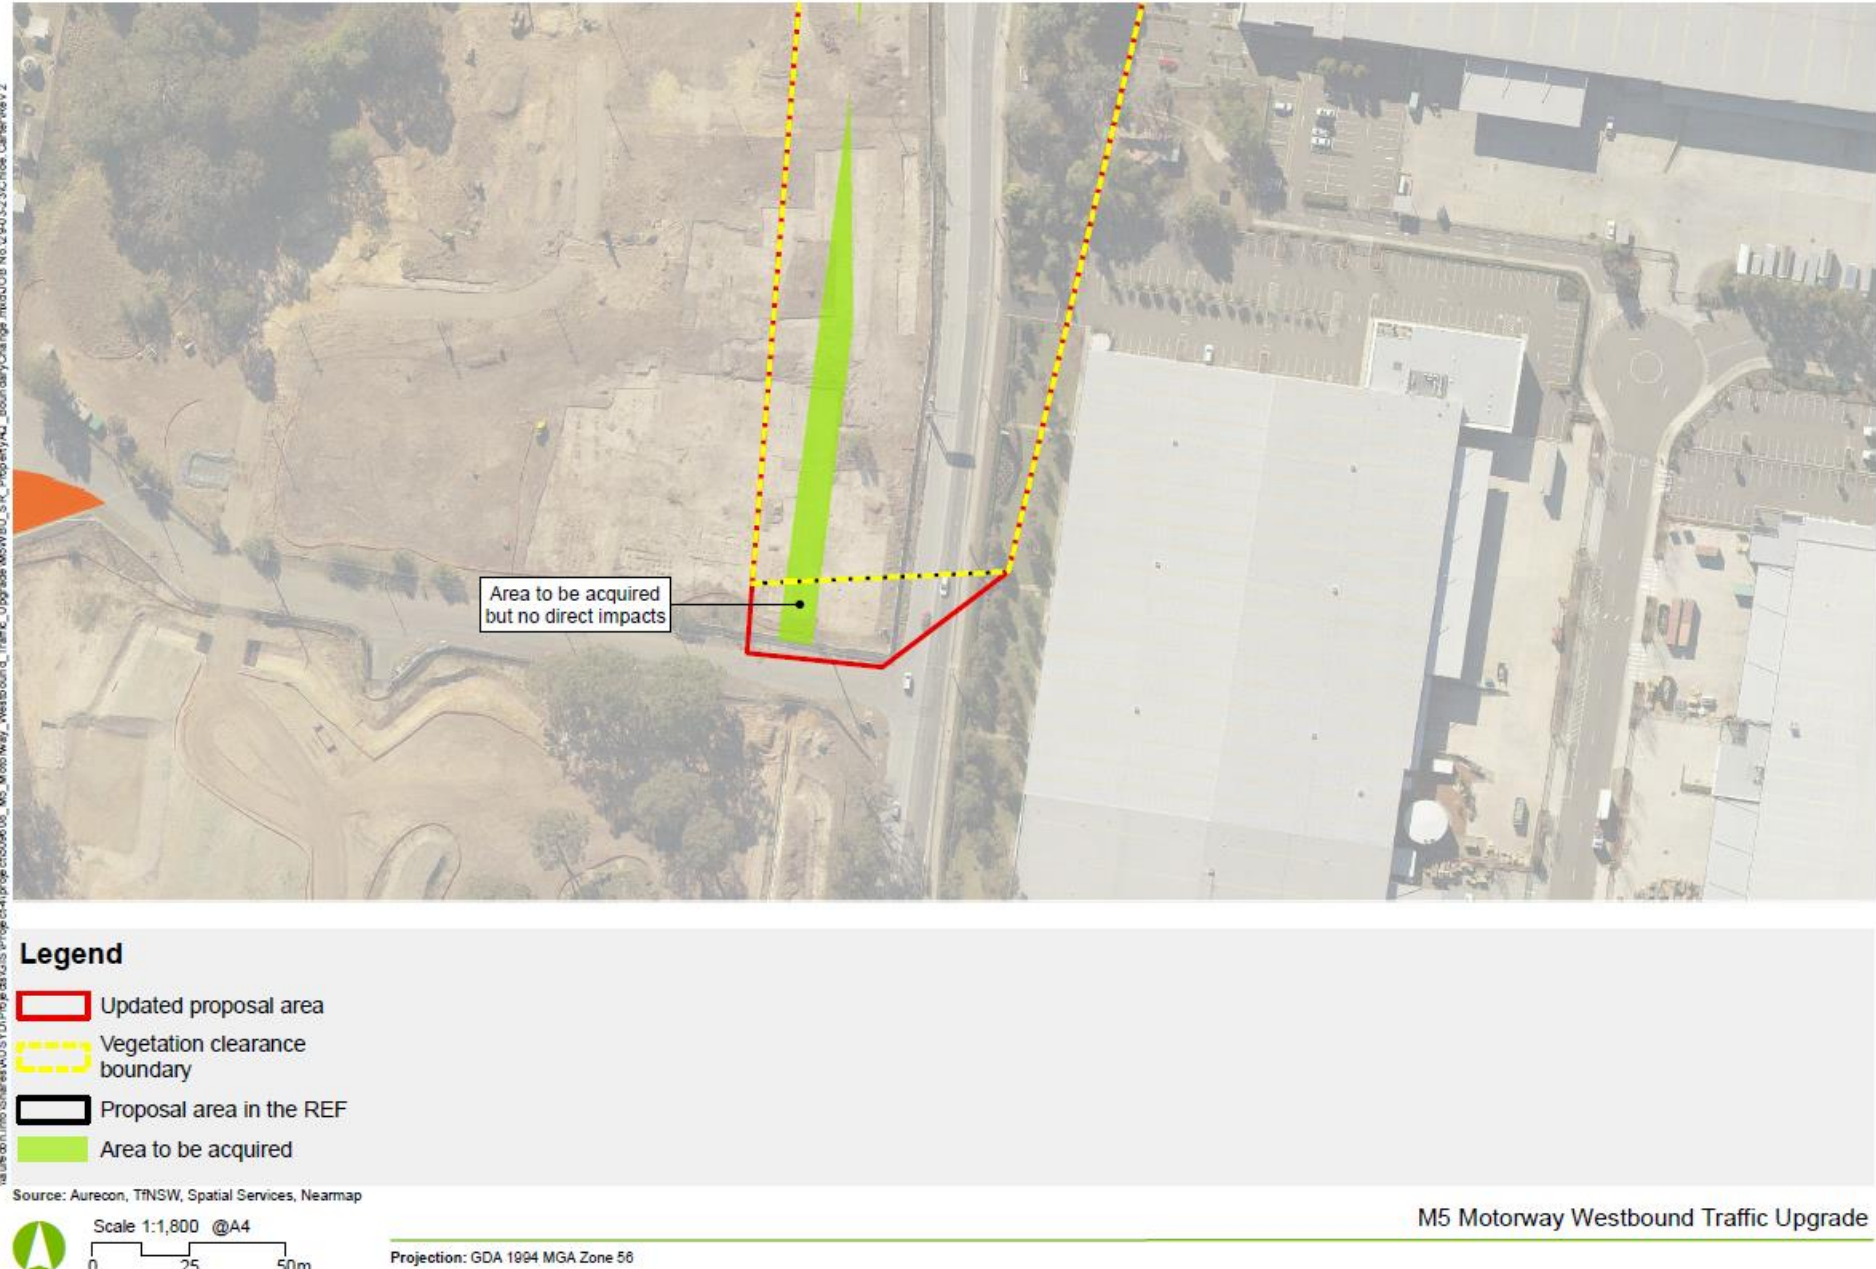 Area to be acquired
but no direct impacts
Legend
Updated proposal area
Vegetation clearance
boundary
Proposal area in the REF
Area to be acquired
Source: Aurecon, TfNSW, Spatial Services, Nearmap
Scale 1:1,800 @A4
0 25 50m
Projection: GDA 1994 MGA Zone 56
M5 Motorway Westbound Traffic Upgrade